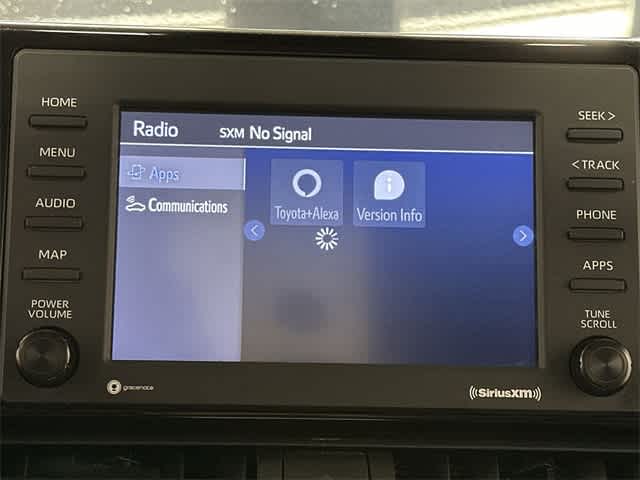 HOME
MENU
AUDIO
MAP
POWER
VOLUME
Radio SXM No Signal
Apps
Communications
Toyota+Alexa
Version Info
SEEK >
< TRACK
PHONE
APPS
TUNE
SCROLL
gracenote
((SiriusXM))